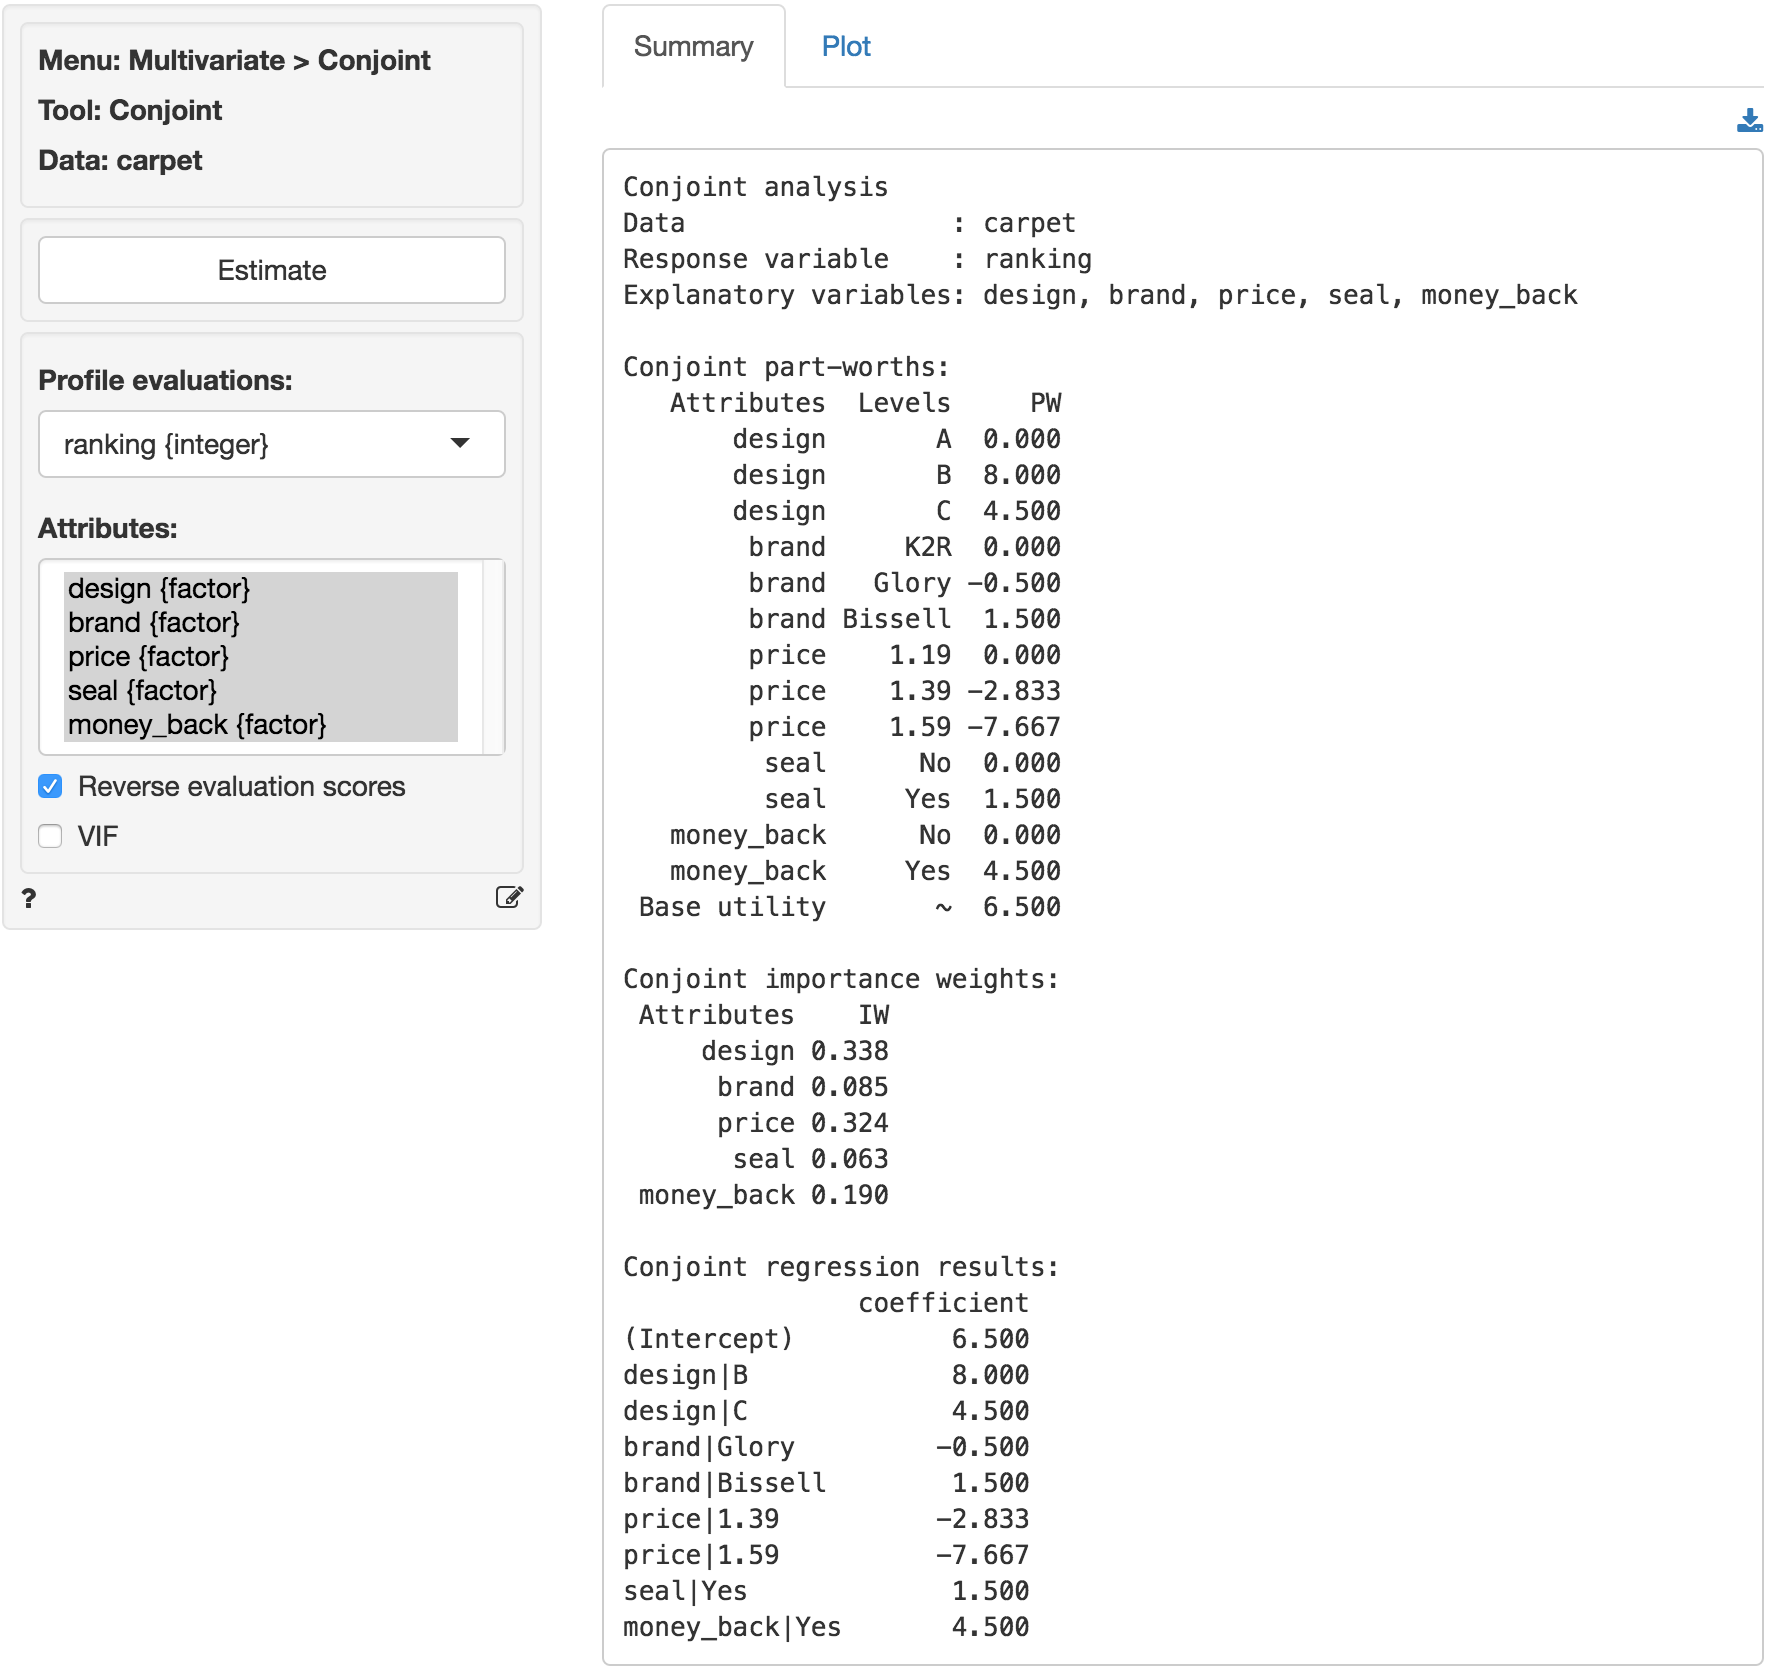 Menu: Multivariate > Conjoint
Tool: Conjoint
Data: carpet
Estimate
Profile evaluations:
ranking {integer}
Attributes:
design {factor}
brand {factor}
price {factor}
seal {factor}
money_back {factor}
Reverse evaluation scores
VIF
?
Summary
Plot
Conjoint analysis
Data                 : carpet
Response variable    : ranking
Explanatory variables: design, brand, price, seal, money_back
Conjoint part-worths:
   Attributes  Levels     PW
       design       A  0.000
       design       B  8.000
       design       C  4.500
        brand     K2R  0.000
        brand   Glory -0.500
        brand Bissell  1.500
        price    1.19  0.000
        price    1.39 -2.833
        price    1.59 -7.667
         seal      No  0.000
         seal     Yes  1.500
   money_back      No  0.000
   money_back     Yes  4.500
 Base utility       ~  6.500
Conjoint importance weights:
 Attributes    IW
     design 0.338
      brand 0.085
      price 0.324
       seal 0.063
 money_back 0.190
Conjoint regression results:
               coefficient
(Intercept)          6.500
design|B             8.000
design|C             4.500
brand|Glory         -0.500
brand|Bissell        1.500
price|1.39          -2.833
price|1.59          -7.667
seal|Yes             1.500
money_back|Yes       4.500